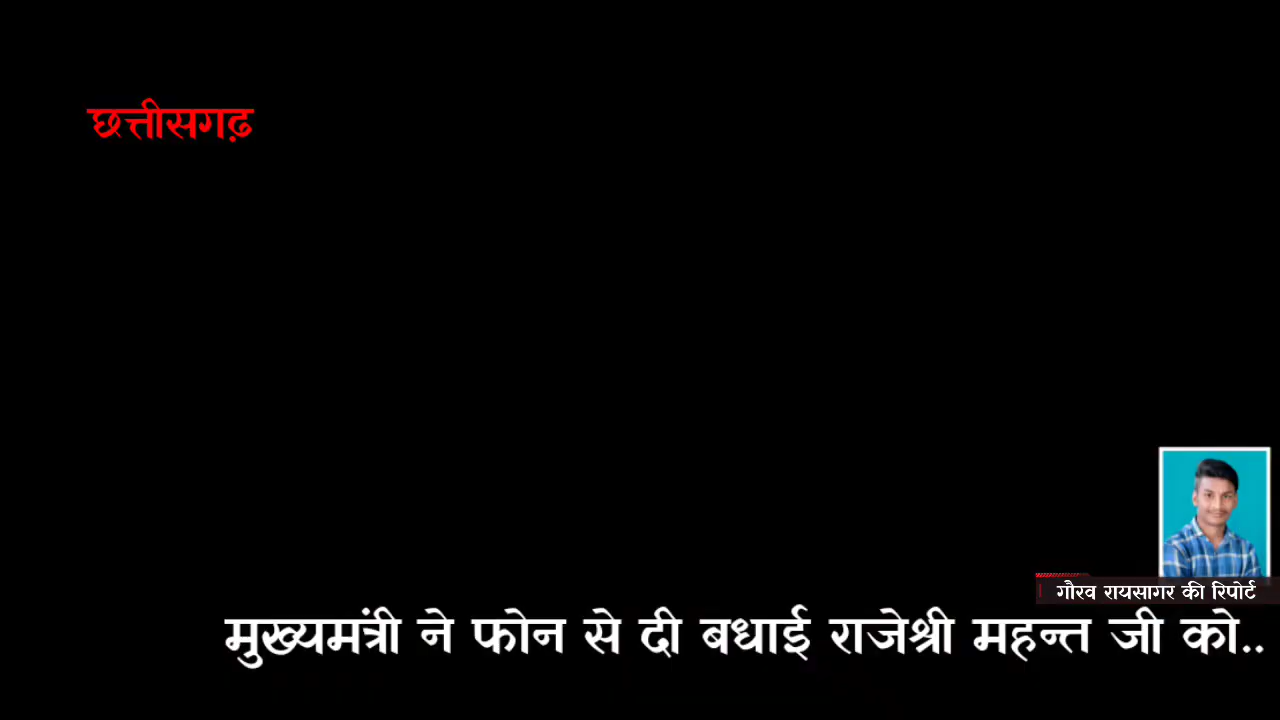 छत्तीसगढ़
गौरव रायसागर की रिपोर्ट
मुख्यमंत्री ने फोन से दी बधाई राजेश्री महन्त जी को..